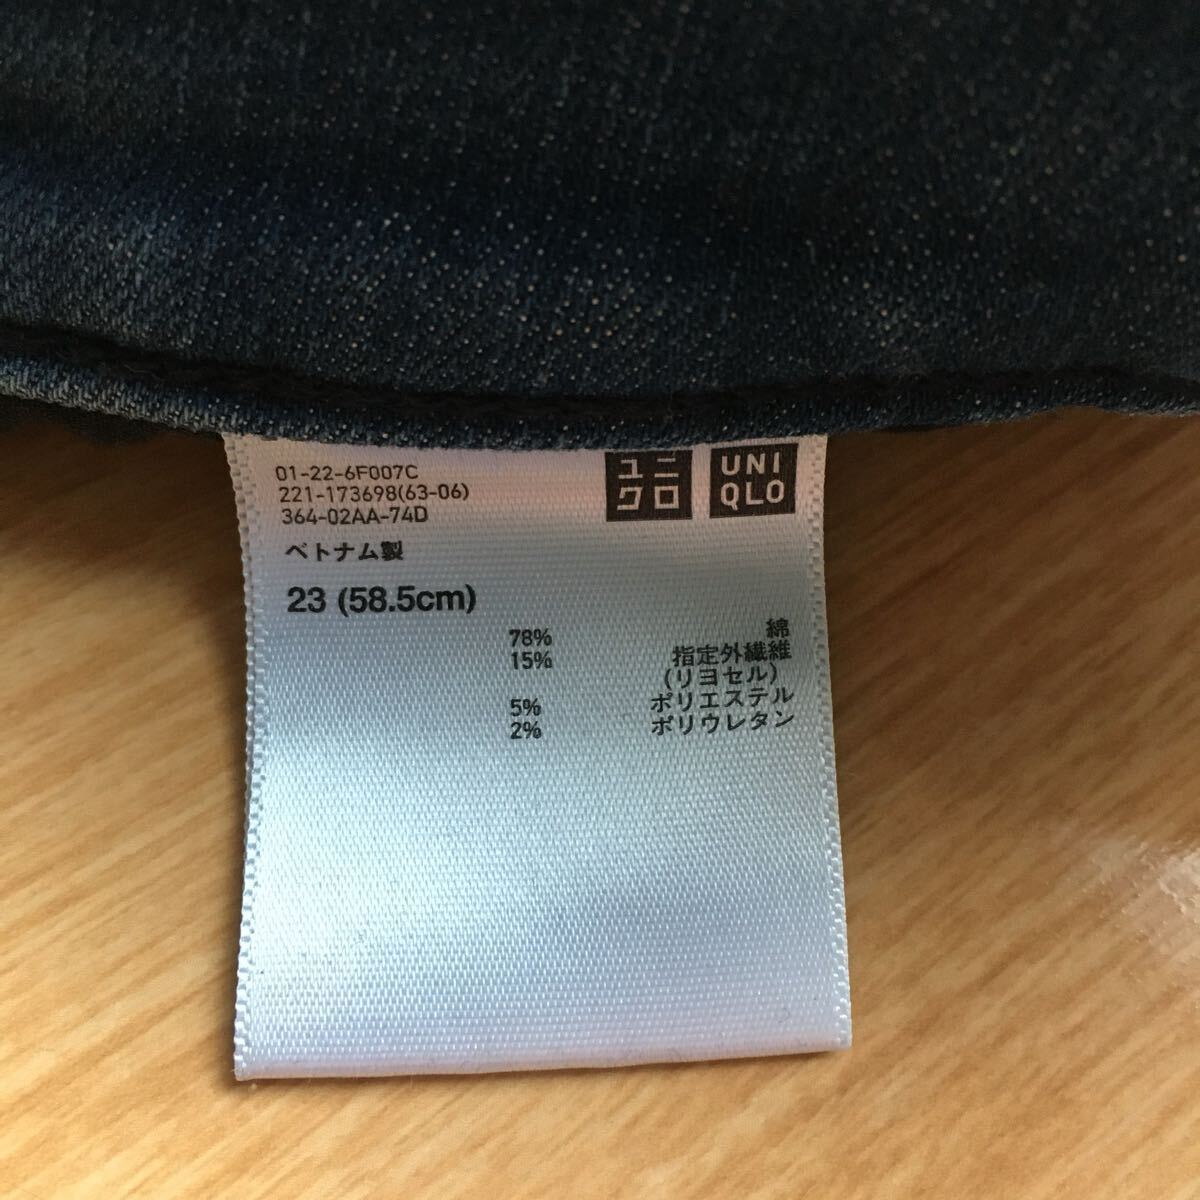 01-22-6F007C
221-173698(63-06)
364-02AA-74D
ユニ
クロ
UNI
QLO
ベトナム製
23 (58.5cm)
78% 綿
15% 指定外繊維
(リヨセル)
5% ポリエステル
2% ポリウレタン